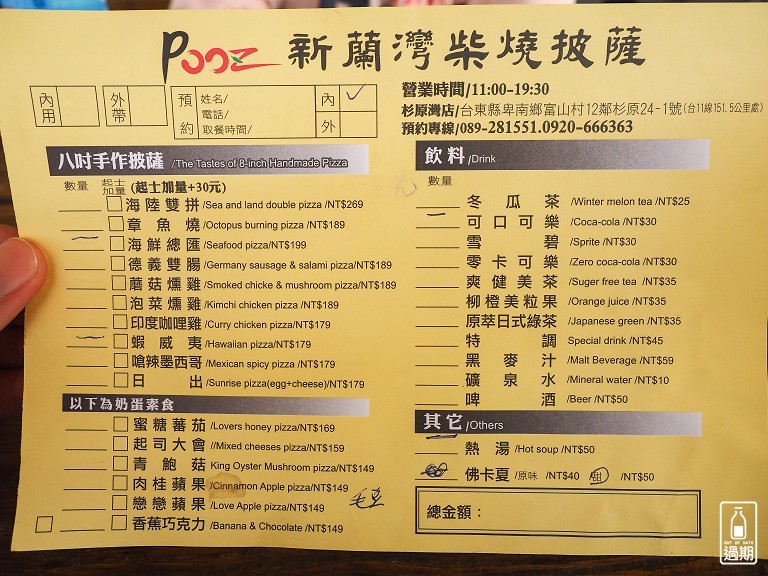 Pooz 新蘭灣柴燒披薩
營業時間/11:00-19:30
杉原灣店/台東縣卑南鄉富山村12鄰杉原24-1號(台11線151.5公里處)
預約專線/089-281551.0920-666363
內用
外帶
預約
姓名/
電話/
取餐時間/
內
外
八吋手作披薩 /The Tastes of 8-inch Handmade Pizza
數量 起士加量 (起士加量+30元)
海陸雙拼 /Sea and land double pizza /NT$269
章魚燒 /Octopus burning pizza /NT$189
海鮮總匯 /Seafood pizza/NT$199
德義雙腸 /Germany sausage & salami pizza/NT$189
蘑菇燻雞 /Smoked chicke & mushroom pizza/NT$189
泡菜燻雞 /Kimchi chicken pizza /NT$189
印度咖哩雞 /Curry chicken pizza /NT$179
蝦威夷 /Hawaiian pizza/NT$179
嗆辣墨西哥 /Mexican spicy pizza /NT$179
日出 /Sunrise pizza(egg+cheese)/NT$179
以下為奶蛋素食
蜜糖蕃茄 /Lovers honey pizza/NT$169
起司大會 //Mixed cheeses pizza/NT$159
青鮑菇 King Oyster Mushroom pizza/NT$149
肉桂蘋果 /Cinnamon Apple pizza/NT$149
戀戀蘋果 /Love Apple pizza/NT$149
毛豆
香蕉巧克力 /Banana & Chocolate /NT$149
飲料 /Drink
數量
冬瓜茶 /Winter melon tea /NT$25
可口可樂 /Coca-cola /NT$30
雪碧 /Sprite /NT$30
零卡可樂 /Zero coca-cola /NT$30
爽健美茶 /Suger free tea /NT$35
柳橙美粒果 /Orange juice /NT$35
原萃日式綠茶 /Japanese green /NT$35
特調 Special drink /NT$45
黑麥汁 /Malt Beverage /NT$59
礦泉水 /Mineral water /NT$10
啤酒 /Beer /NT$50
其它 /Others
熱湯 /Hot soup /NT$50
佛卡夏 /原味 /NT$40 甜 /NT$50
總金額：
OUT OF DATE
過期